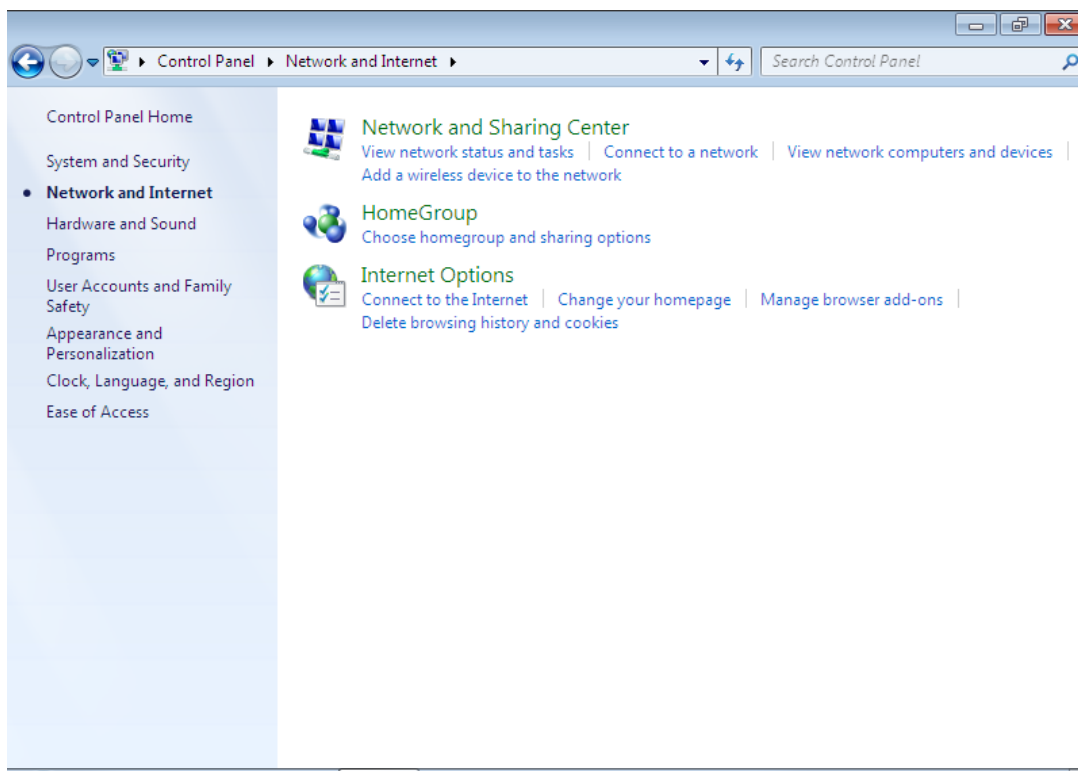 Control Panel Network and Internet
Search Control Panel
Control Panel Home
System and Security
Network and Internet
Hardware and Sound
Programs
User Accounts and Family
Safety
Appearance and
Personalization
Clock, Language, and Region
Ease of Access
Network and Sharing Center
View network status and tasks
Connect to a network
View network computers and devices
Add a wireless device to the network
HomeGroup
Choose homegroup and sharing options
Internet Options
Connect to the Internet
Change your homepage
Manage browser add-ons
Delete browsing history and cookies